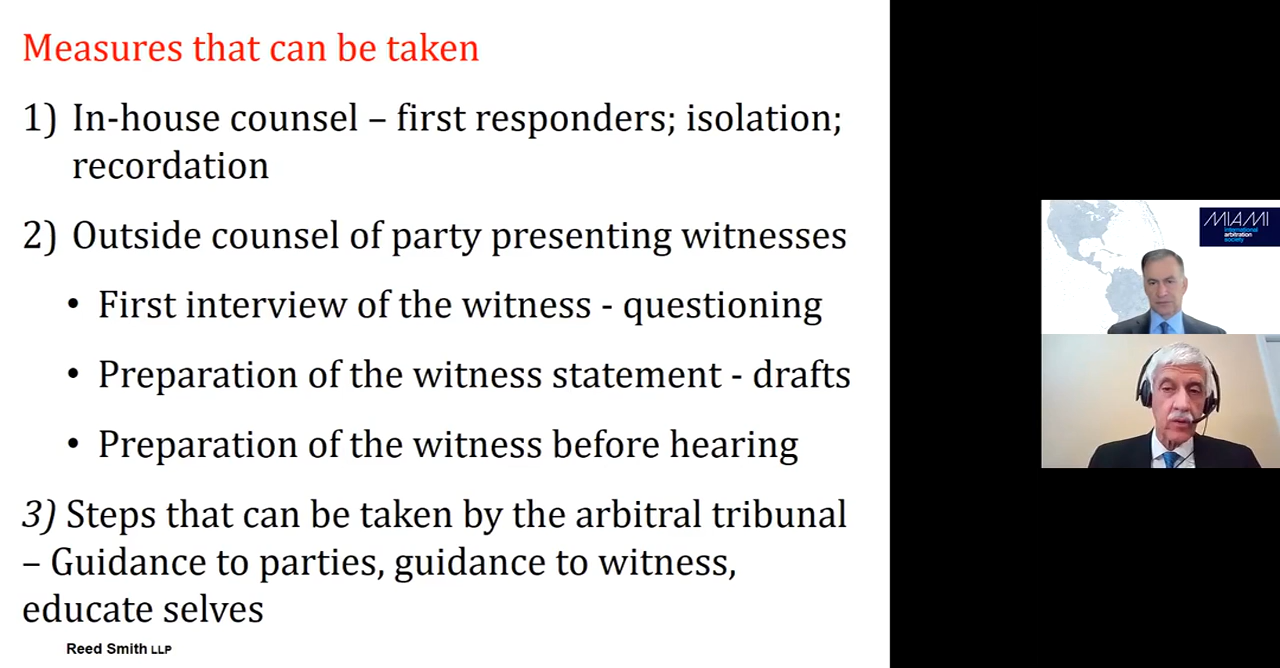 Measures that can be taken
1) In-house counsel – first responders; isolation;
recordation
2) Outside counsel of party presenting witnesses
• First interview of the witness - questioning
• Preparation of the witness statement - drafts
• Preparation of the witness before hearing
3) Steps that can be taken by the arbitral tribunal
– Guidance to parties, guidance to witness,
educate selves
Reed Smith LLP
MIAMI
international
arbitration
society